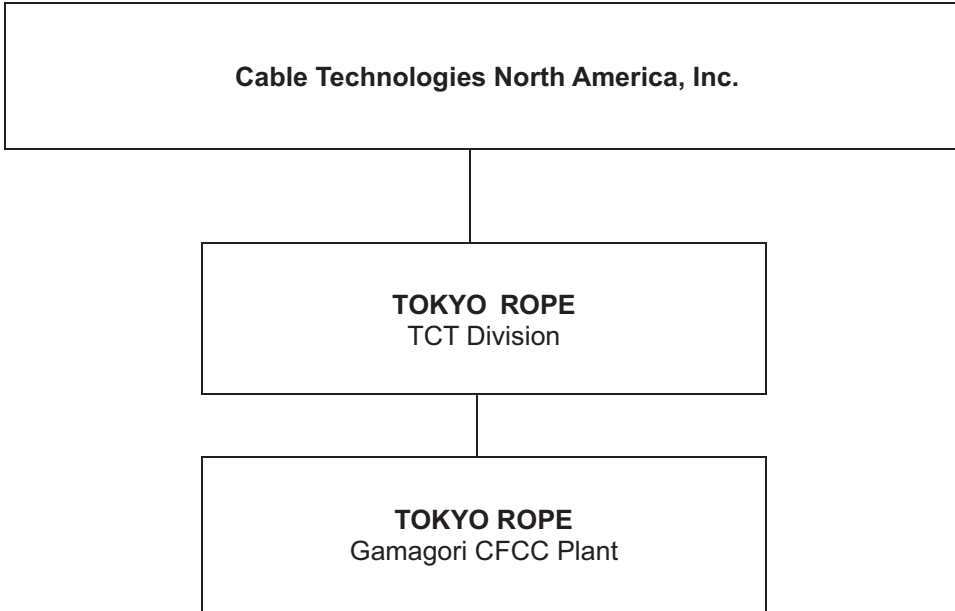 Cable Technologies North America, Inc.
TOKYO ROPE
TCT Division
TOKYO ROPE
Gamagori CFCC Plant